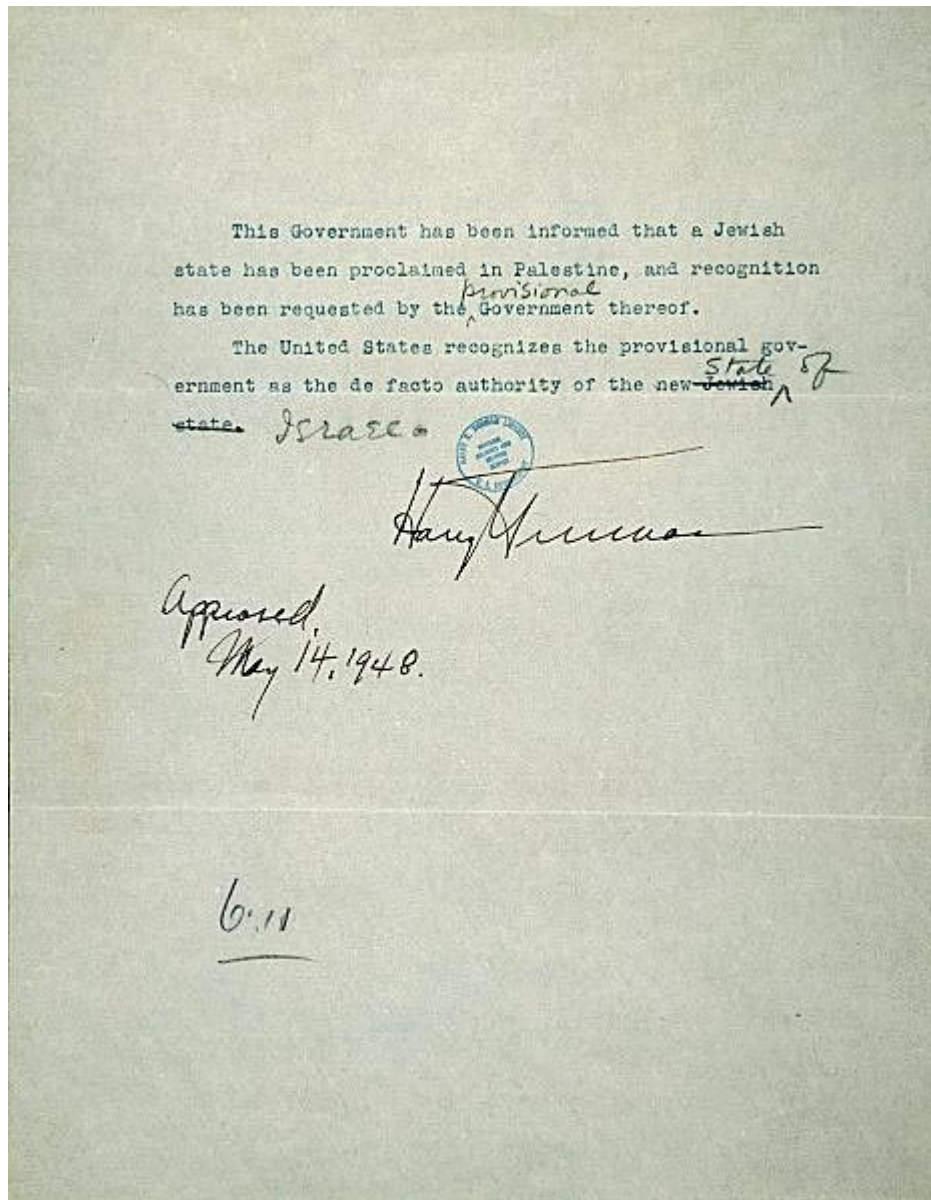 This Government has been informed that a Jewish
state has been proclaimed in Palestine, and recognition
provisional
has been requested by the Government thereof.
The United States recognizes the provisional gov-
State of
ernment as the de facto authority of the new Jewish
state. Israel.
Harry Truman
Approved.
May 14, 1948.
6.11